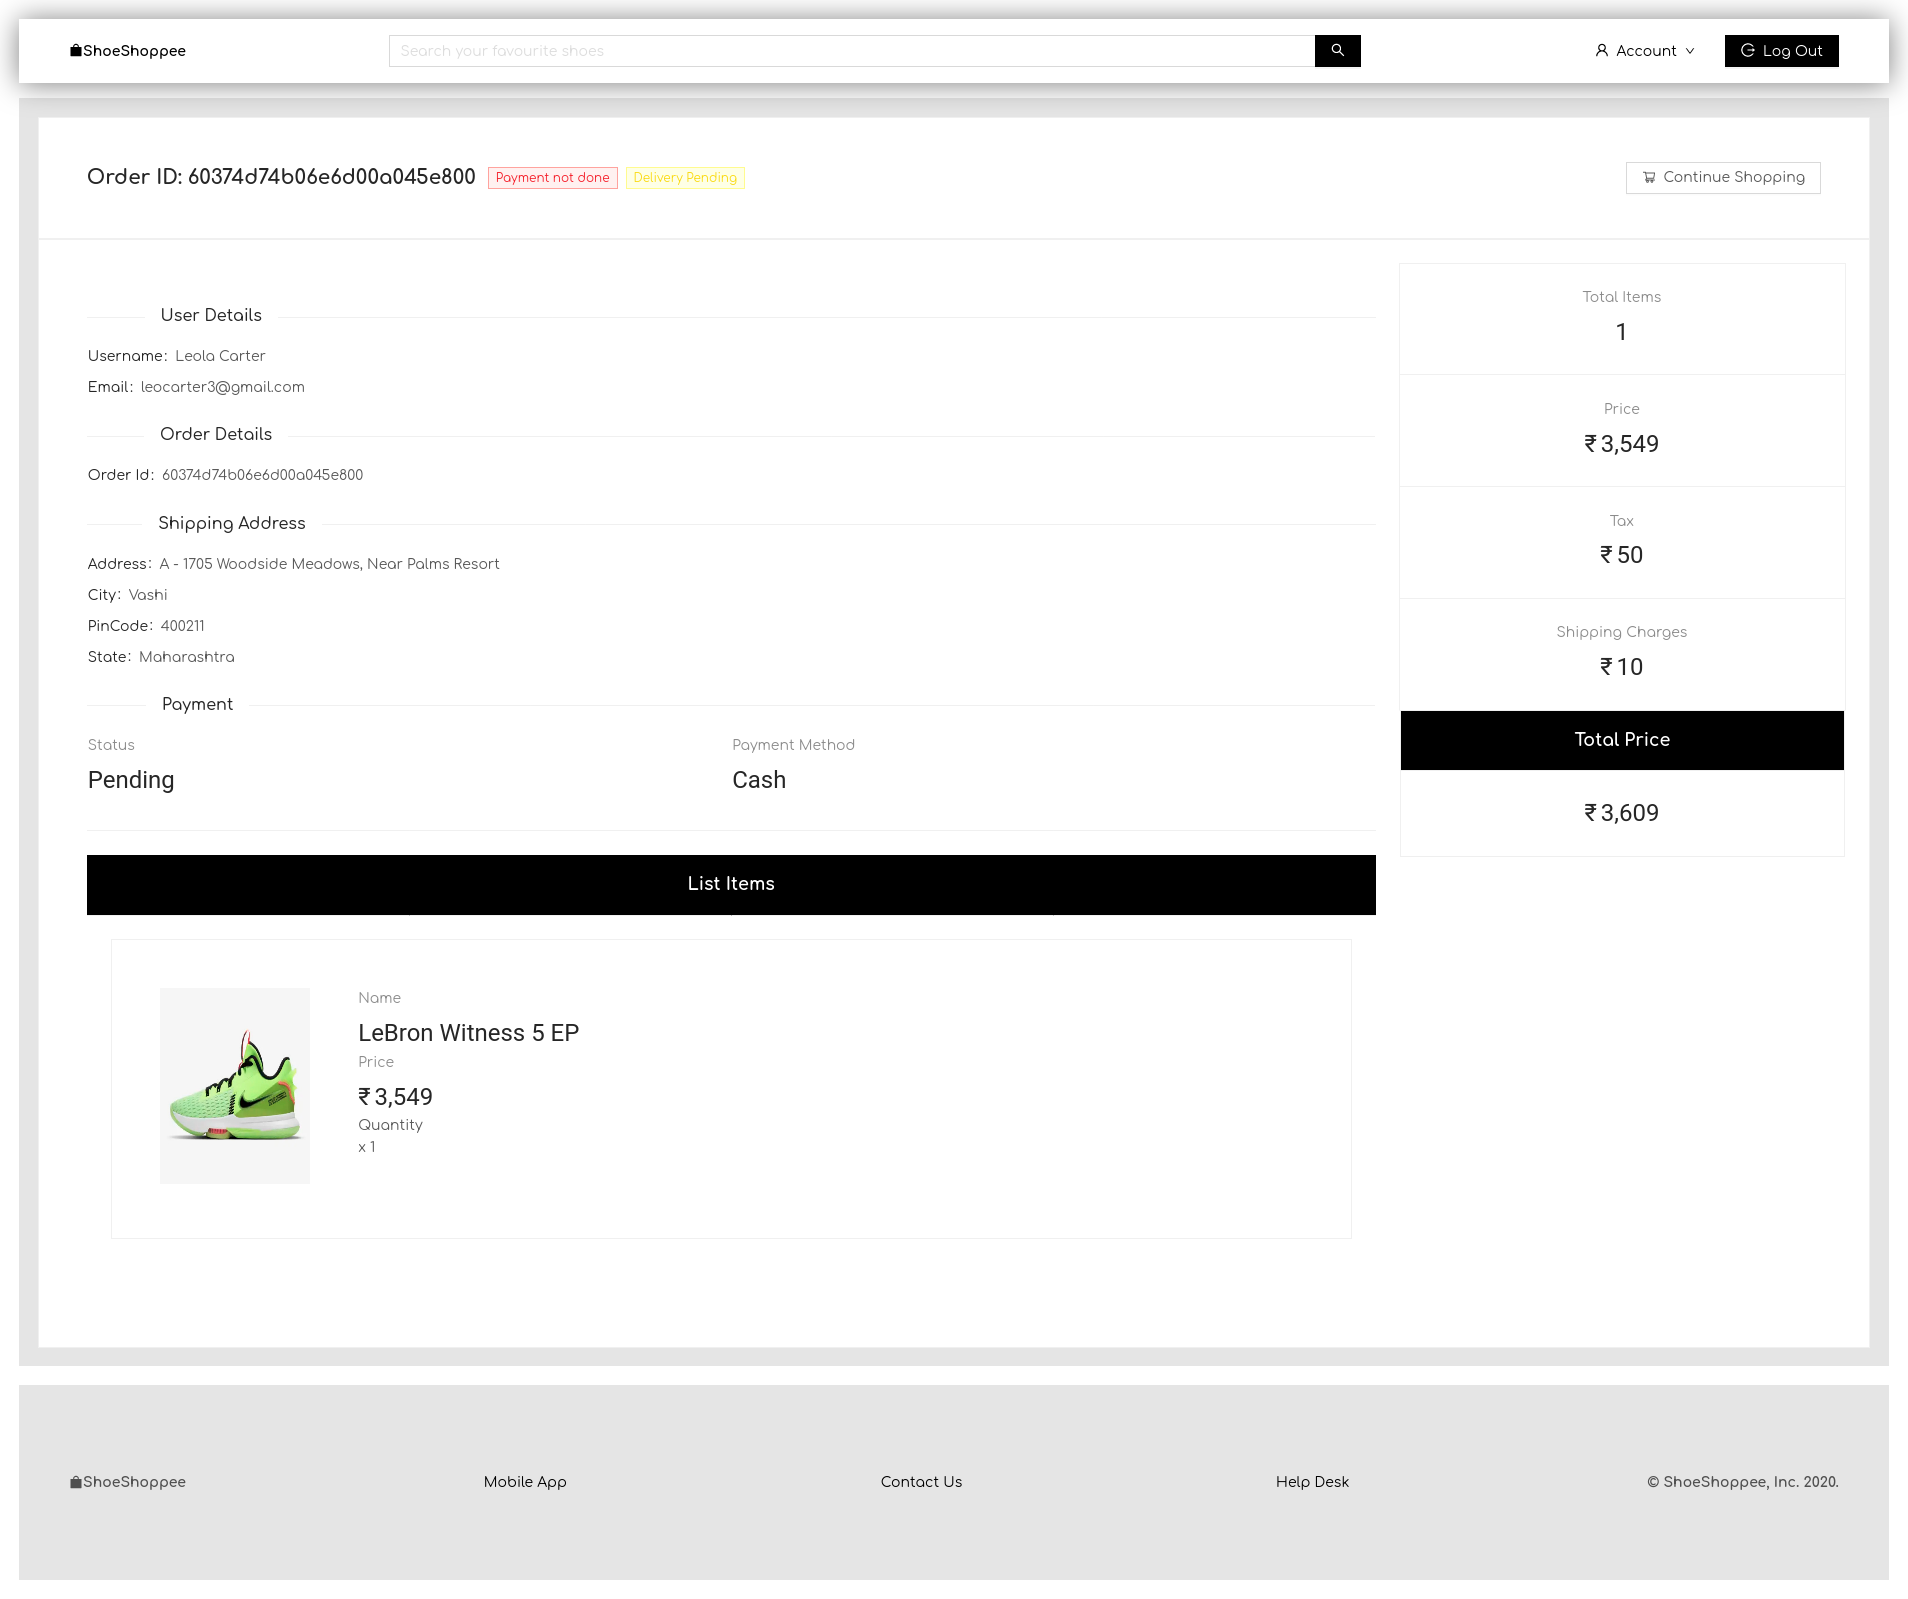 ShoeShoppee
Search your favourite shoes
Account
Log Out
Order ID: 60374d74b06e6d00a045e800
Payment not done
Delivery Pending
Continue Shopping
User Details
Username: Leola Carter
Email: leocarter3@gmail.com
Order Details
Order Id: 60374d74b06e6d00a045e800
Shipping Address
Address: A - 1705 Woodside Meadows, Near Palms Resort
City: Vashi
PinCode: 400211
State: Maharashtra
Payment
Status
Pending
Payment Method
Cash
List Items
Name
LeBron Witness 5 EP
Price
₹ 3,549
Quantity
x 1
Total Items
1
Price
₹ 3,549
Tax
₹ 50
Shipping Charges
₹ 10
Total Price
₹ 3,609
ShoeShoppee
Mobile App
Contact Us
Help Desk
© ShoeShoppee, Inc. 2020.